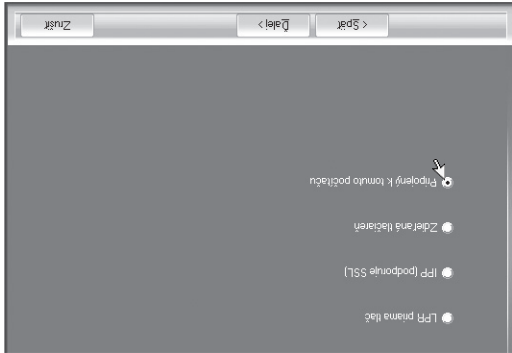 LPR priama tlač
IPP (podporuje SSL)
Zdieľaná tlačiareň
Pripojený k tomuto počítaču
< Späť >
Ďalej >
Zrušiť